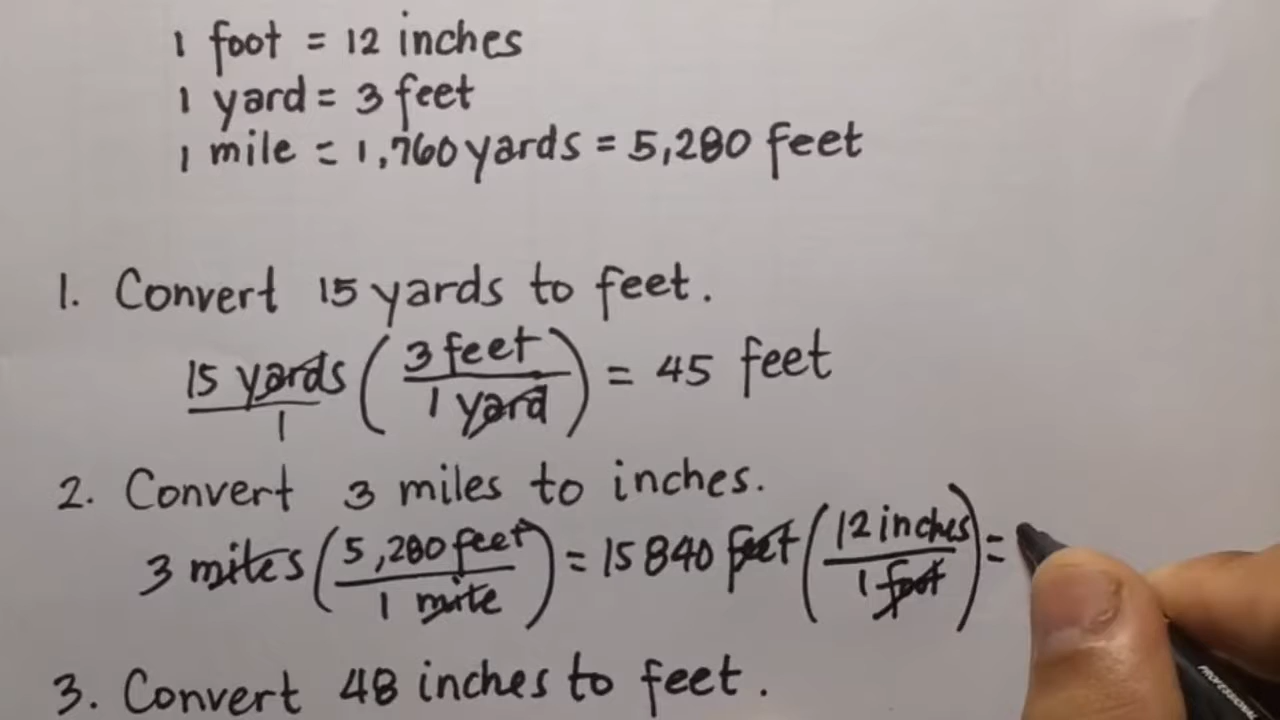 1 foot = 12 inches
1 yard = 3 feet
1 mile = 1,760 yards = 5,280 feet
1. Convert 15 yards to feet.
15 yards / 1 ( 3 feet / 1 yard ) = 45 feet
2. Convert 3 miles to inches.
3 miles ( 5,280 feet / 1 mile ) = 15840 feet ( 12 inches / 1 foot ) =
3. Convert 48 inches to feet.
PROFESSIONAL